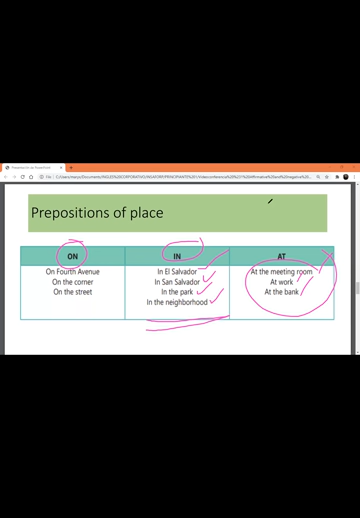 Prepositions of place
ON
IN
AT
On Fourth Avenue
On the corner
On the street
In El Salvador
In San Salvador
In the park
In the neighborhood
At the meeting room
At work
At the bank